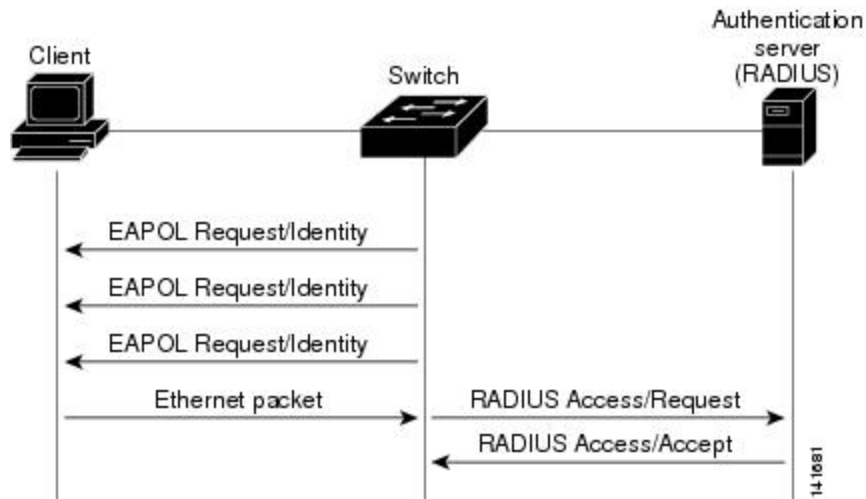 Authentication
server
(RADIUS)
Client
Switch
EAPOL Request/Identity
EAPOL Request/Identity
EAPOL Request/Identity
Ethernet packet
RADIUS Access/Request
RADIUS Access/Accept
141681